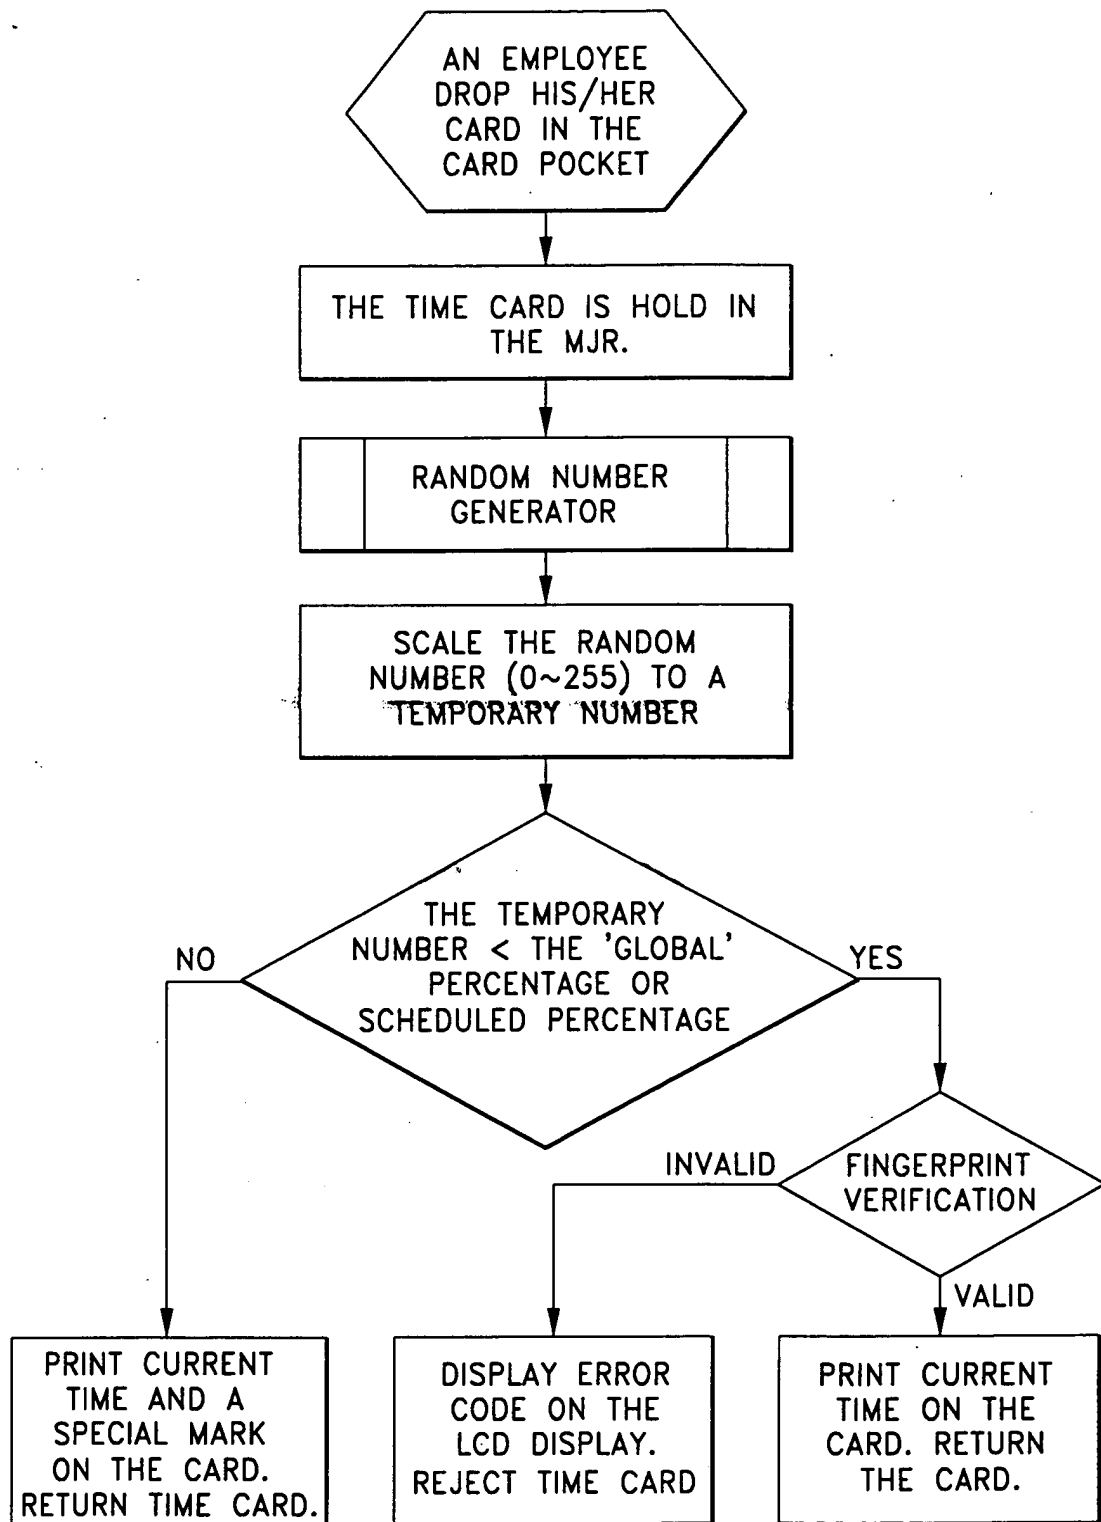 AN EMPLOYEE
DROP HIS/HER
CARD IN THE
CARD POCKET
THE TIME CARD IS HOLD IN
THE MJR.
RANDOM NUMBER
GENERATOR
SCALE THE RANDOM
NUMBER (0~255) TO A
TEMPORARY NUMBER
THE TEMPORARY
NUMBER < THE 'GLOBAL'
PERCENTAGE OR
SCHEDULED PERCENTAGE
NO
YES
FINGERPRINT
VERIFICATION
INVALID
VALID
PRINT CURRENT
TIME AND A
SPECIAL MARK
ON THE CARD.
RETURN TIME CARD.
DISPLAY ERROR
CODE ON THE
LCD DISPLAY.
REJECT TIME CARD
PRINT CURRENT
TIME ON THE
CARD. RETURN
THE CARD.